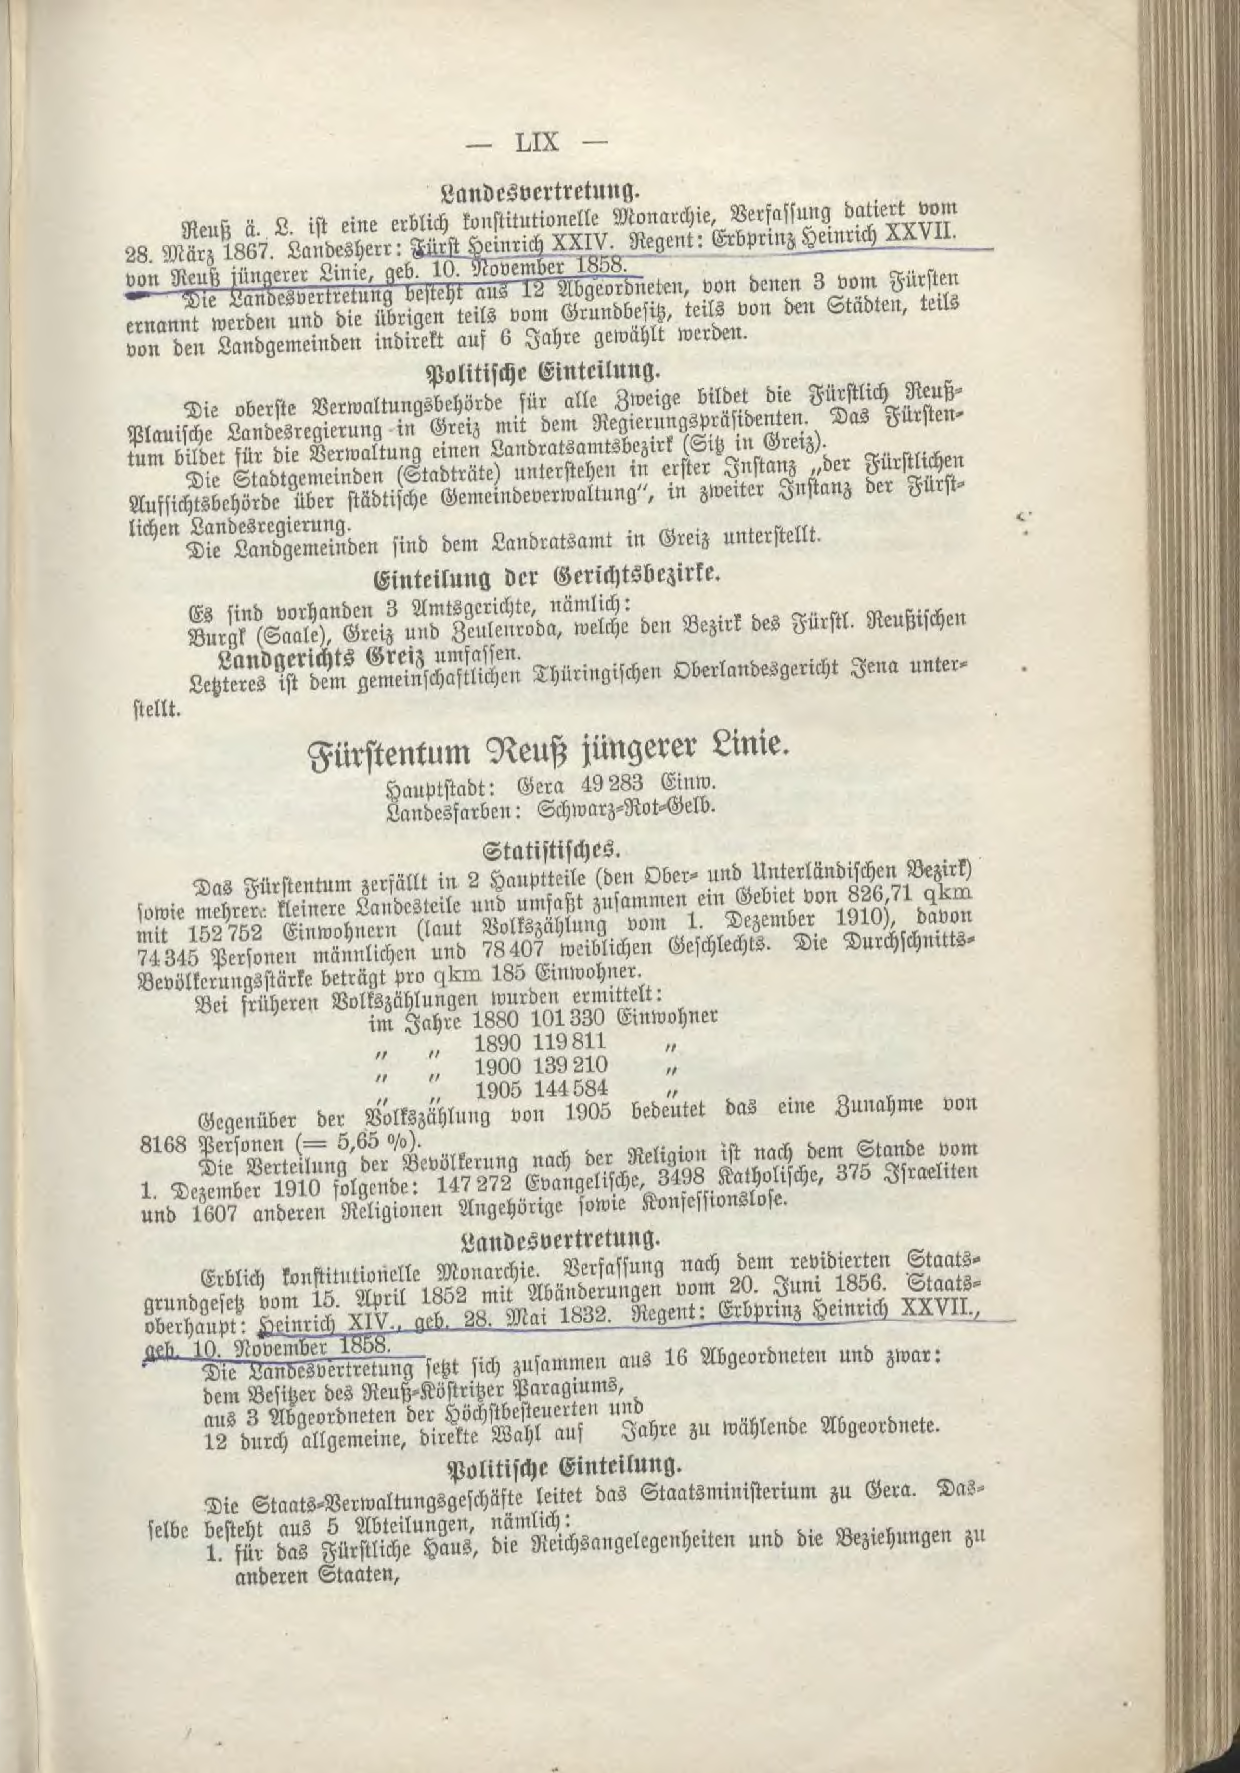 — LIX —
Landesvertretung.
Reuß ä. L. ist eine erblich konstitutionelle Monarchie, Verfassung datiert vom
28. März 1867. Landesherr: Fürst Heinrich XXIV. Regent: Erbprinz Heinrich XXVII.
von Reuß jüngerer Linie, geb. 10. November 1858.
Die Landesvertretung besteht aus 12 Abgeordneten, von denen 3 vom Fürsten
ernannt werden und die übrigen teils vom Grundbesitz, teils von den Städten, teils
von den Landgemeinden indirekt auf 6 Jahre gewählt werden.
Politische Einteilung.
Die oberste Verwaltungsbehörde für alle Zweige bildet die Fürstlich Reuß-
Plauische Landesregierung in Greiz mit dem Regierungspräsidenten. Das Fürsten-
tum bildet für die Verwaltung einen Landratsamtsbezirk (Sitz in Greiz).
Die Stadtgemeinden (Stadträte) unterstehen in erster Instanz „der Fürstlichen
Aufsichtsbehörde über städtische Gemeindeverwaltung“, in zweiter Instanz der Fürst-
lichen Landesregierung.
Die Landgemeinden sind dem Landratsamt in Greiz unterstellt.
Einteilung der Gerichtsbezirke.
Es sind vorhanden 3 Amtsgerichte, nämlich:
Burgk (Saale), Greiz und Zeulenroda, welche den Bezirk des Fürstl. Reußischen
Landgerichts Greiz umfassen.
Letzteres ist dem gemeinschaftlichen Thüringischen Oberlandesgericht Jena unter-
stellt.
Fürstentum Reuß jüngerer Linie.
Hauptstadt: Gera 49 283 Einw.
Landesfarben: Schwarz-Rot-Gelb.
Statistisches.
Das Fürstentum zerfällt in 2 Hauptteile (den Ober- und Unterländischen Bezirk)
sowie mehrere kleinere Landesteile und umfaßt zusammen ein Gebiet von 826,71 qkm
mit 152 752 Einwohnern (laut Volkszählung vom 1. Dezember 1910), davon
74 345 Personen männlichen und 78 407 weiblichen Geschlechts. Die Durchschnitts-
Bevölkerungsstärke beträgt pro qkm 185 Einwohner.
Bei früheren Volkszählungen wurden ermittelt:
im Jahre 1880 101 330 Einwohner
„ „ 1890 119 811 „
„ „ 1900 139 210 „
„ „ 1905 144 584 „
Gegenüber der Volkszählung von 1905 bedeutet das eine Zunahme von
8168 Personen (= 5,65 %).
Die Verteilung der Bevölkerung nach der Religion ist nach dem Stande vom
1. Dezember 1910 folgende: 147 272 Evangelische, 3498 Katholische, 375 Israeliten
und 1607 anderen Religionen Angehörige sowie Konfessionslose.
Landesvertretung.
Erblich konstitutionelle Monarchie. Verfassung nach dem revidierten Staats-
grundgesetz vom 15. April 1852 mit Abänderungen vom 20. Juni 1856. Staats-
oberhaupt: Heinrich XIV., geb. 28. Mai 1832. Regent: Erbprinz Heinrich XXVII.,
geb. 10. November 1858.
Die Landesvertretung setzt sich zusammen aus 16 Abgeordneten und zwar:
dem Besitzer des Reuß-Köstritzer Paragiums,
aus 3 Abgeordneten der Höchstbesteuerten und
12 durch allgemeine, direkte Wahl auf Jahre zu wählende Abgeordnete.
Politische Einteilung.
Die Staats-Verwaltungsgeschäfte leitet das Staatsministerium zu Gera. Das-
selbe besteht aus 5 Abteilungen, nämlich:
1. für das Fürstliche Haus, die Reichsangelegenheiten und die Beziehungen zu
anderen Staaten,